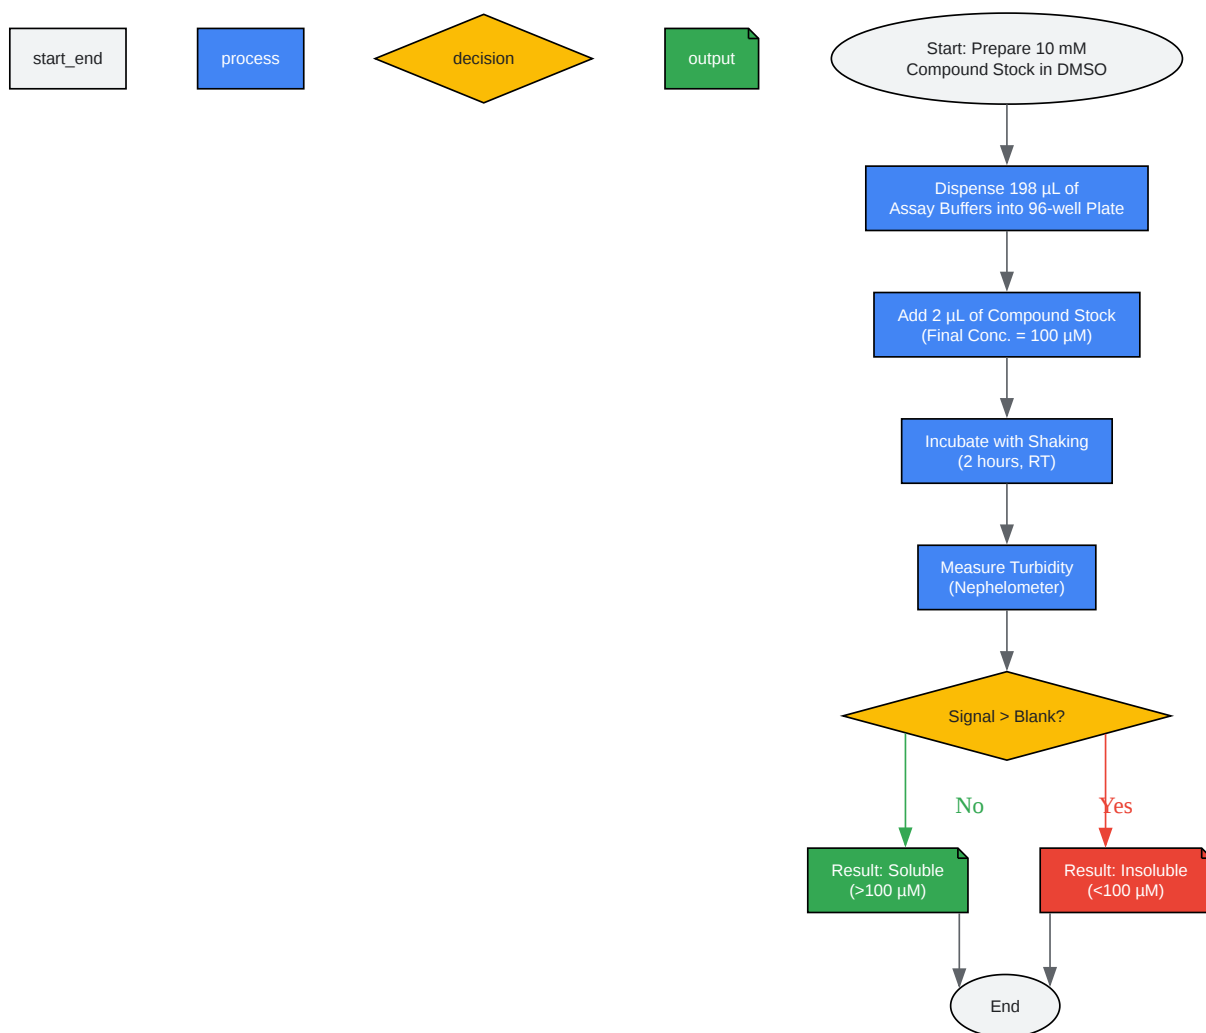 start_end
process
decision
output
Start: Prepare 10 mM
Compound Stock in DMSO
Dispense 198 µL of
Assay Buffers into 96-well Plate
Add 2 µL of Compound Stock
(Final Conc. = 100 µM)
Incubate with Shaking
(2 hours, RT)
Measure Turbidity
(Nephelometer)
Signal > Blank?
No
Yes
Result: Soluble
(>100 µM)
Result: Insoluble
(<100 µM)
End